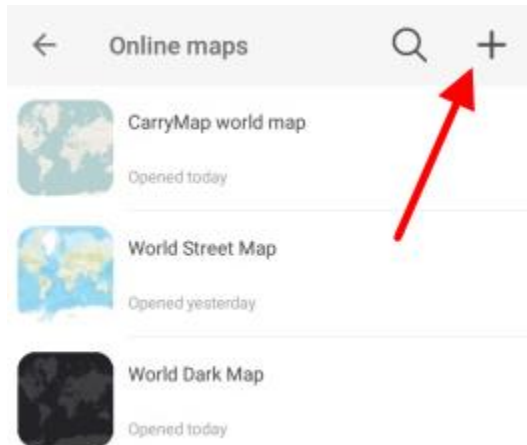 Online maps
CarryMap world map
Opened today
World Street Map
Opened yesterday
World Dark Map
Opened today